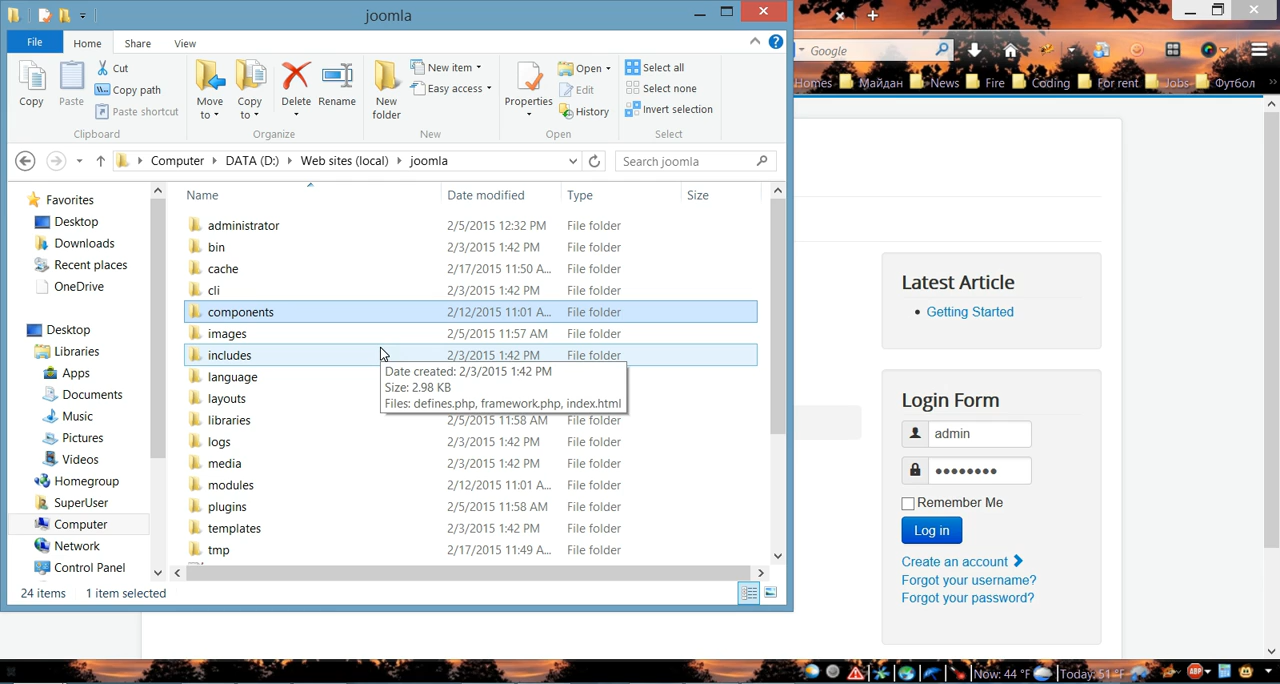 joomla
File Home Share View
Copy
Paste
Cut
Copy path
Paste shortcut
Clipboard
Move to
Copy to
Delete
Rename
Organize
New folder
New item
Easy access
New
Properties
Open
Edit
History
Open
Select all
Select none
Invert selection
Select
Computer DATA (D:) Web sites (local) joomla
Search joomla
Favorites
Desktop
Downloads
Recent places
OneDrive
Desktop
Libraries
Apps
Documents
Music
Pictures
Videos
Homegroup
SuperUser
Computer
Network
Control Panel
Name Date modified Type Size
administrator 2/5/2015 12:32 PM File folder
bin 2/3/2015 1:42 PM File folder
cache 2/17/2015 11:50 A... File folder
cli 2/3/2015 1:42 PM File folder
components 2/12/2015 11:01 A... File folder
images 2/5/2015 11:57 AM File folder
includes 2/3/2015 1:42 PM File folder
language
layouts
libraries 2/5/2015 11:58 AM File folder
logs 2/3/2015 1:42 PM File folder
media 2/3/2015 1:42 PM File folder
modules 2/12/2015 11:01 A... File folder
plugins 2/5/2015 11:58 AM File folder
templates 2/3/2015 1:42 PM File folder
tmp 2/17/2015 11:49 A... File folder
Date created: 2/3/2015 1:42 PM
Size: 2.98 KB
Files: defines.php, framework.php, index.html
24 items 1 item selected
Google
Homes Майдан News Fire Coding For rent Jobs Футбол
Latest Article
Getting Started
Login Form
admin
Remember Me
Log in
Create an account
Forgot your username?
Forgot your password?
Now: 44 °F Today: 51 °F
ABP